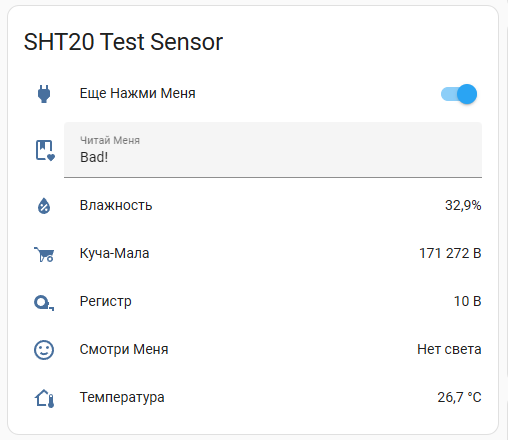 SHT20 Test Sensor
Еще Нажми Меня
Читай Меня
Bad!
Влажность 32,9%
Куча-Мала 171 272 B
Регистр 10 B
Смотри Меня Нет света
Температура 26,7 °C